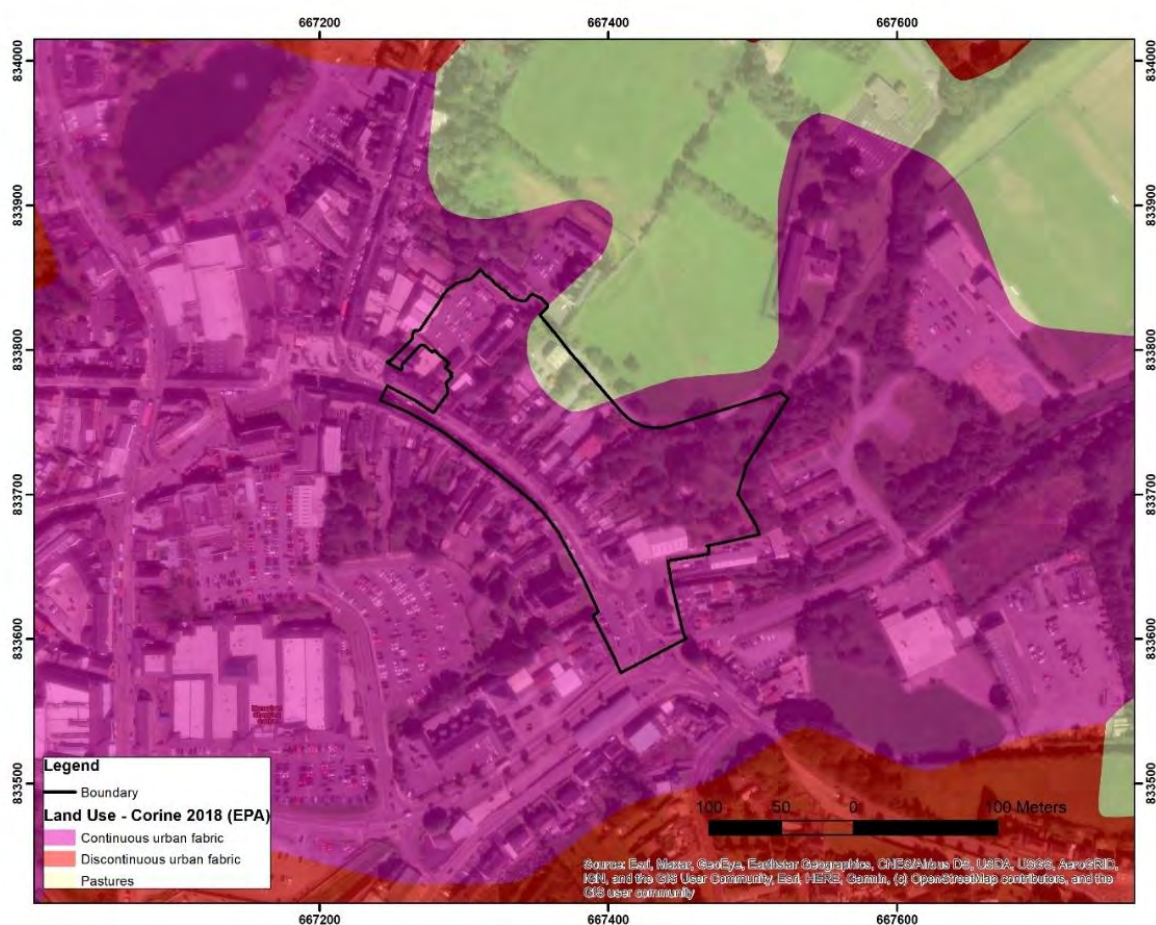 667200
667400
667600
834000
834000
833900
833900
833800
833800
833700
833700
833600
833600
833500
833500
Shopping
Legend
Boundary
Land Use - Corine 2018 (EPA)
Continuous urban fabric
Discontinuous urban fabric
Pastures
100 50 0 100 Meters
Source: Esri, Maxar, GeoEye, Earthstar Geographics, CNES/Airbus DS, USDA, USGS, AeroGRID,
IGN, and the GIS User Community, Esri, HERE, Garmin, (c) OpenStreetMap contributors, and the
GIS user community
667200
667400
667600